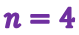 n = 4